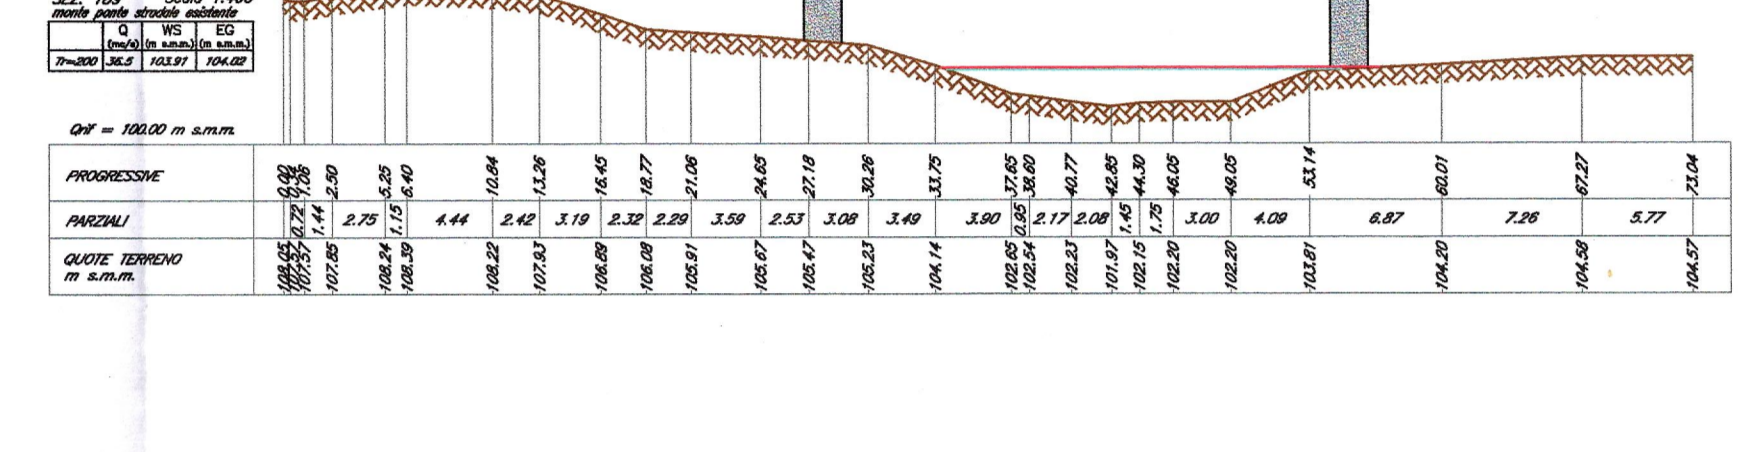 monte ponte stradale esistente
Q WS EG
(mc/s) (m s.m.m.) (m s.m.m.)
Tr=200 36.5 103.97 104.02
Qrif = 100.00 m s.m.m.
PROGRESSIVE 0.00 0.34 1.06 2.50 5.25 6.40 10.84 13.26 16.45 18.77 21.06 24.65 27.18 30.26 33.75 37.65 38.60 40.77 42.85 44.30 46.05 49.05 53.14 60.01 67.27 73.04
PARZIALI 0.72 1.44 2.75 1.15 4.44 2.42 3.19 2.32 2.29 3.59 2.53 3.08 3.49 3.90 0.95 2.17 2.08 1.45 1.75 3.00 4.09 6.87 7.26 5.77
QUOTE TERRENO 108.05 107.57 107.57 107.85 108.24 108.39 108.22 107.93 106.89 106.08 105.91 105.67 105.47 105.23 104.14 102.65 102.54 102.23 101.97 102.15 102.20 102.20 103.81 104.20 104.58 104.57
m s.m.m.